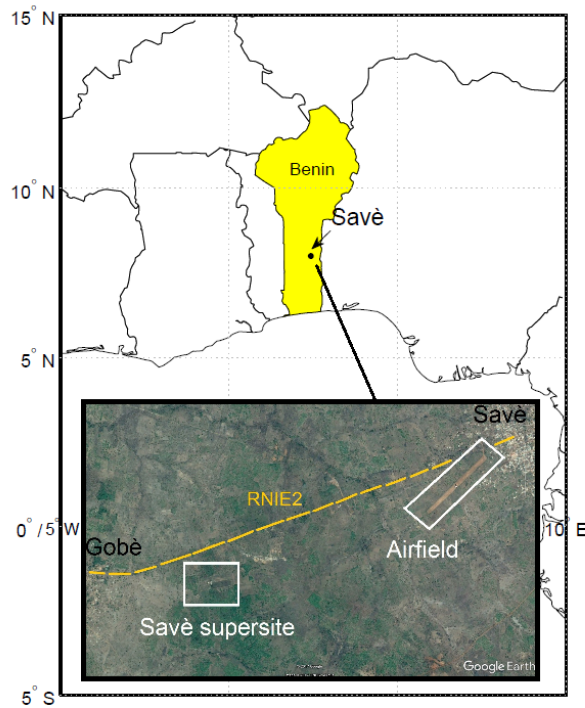 15° N
10° N
Benin
Savè
5° N
Savè
RNIE2
0° / 5° W
10° E
Gobè
Airfield
Savè supersite
Google Earth
5° S